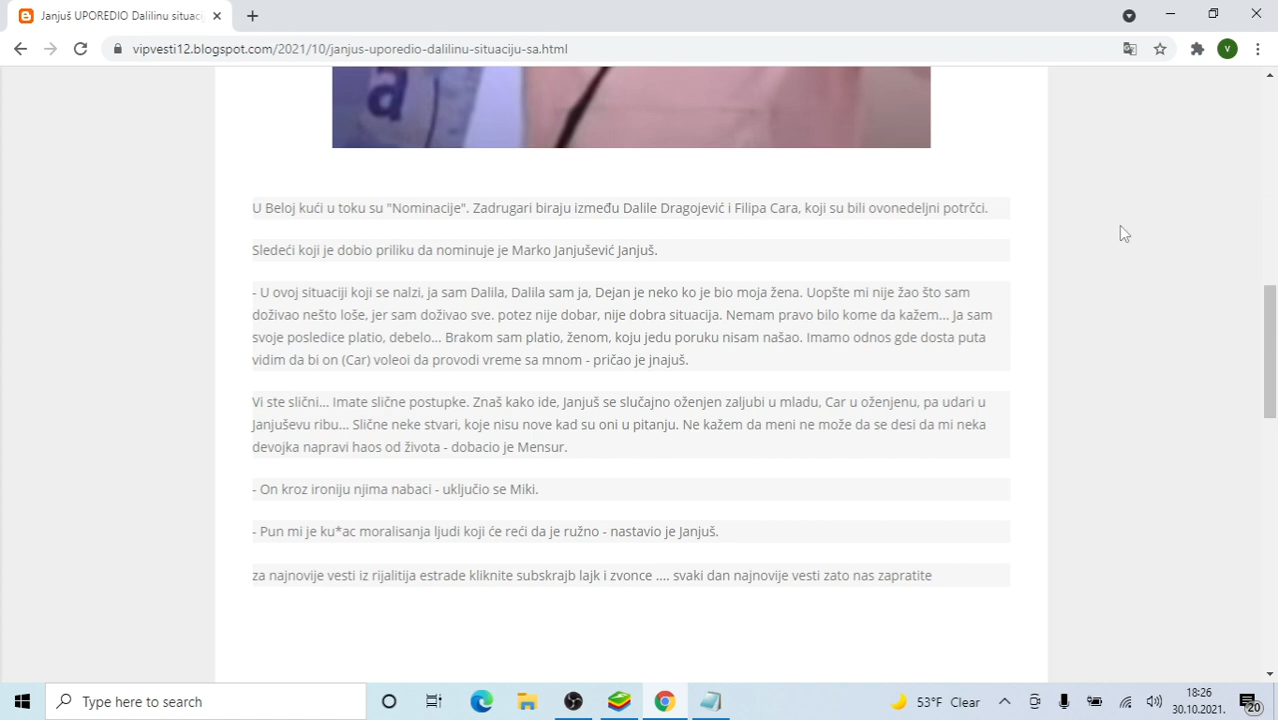 Janjuš UPOREDIO Dalilinu situaci
vipvesti12.blogspot.com/2021/10/janjus-uporedio-dalilinu-situaciju-sa.html
V
a
U Beloj kući u toku su "Nominacije". Zadrugari biraju između Dalile Dragojević i Filipa Cara, koji su bili ovonedeljni potrčci.
Sledeći koji je dobio priliku da nominuje je Marko Janjušević Janjuš.
- U ovoj situaciji koji se nalzi, ja sam Dalila, Dalila sam ja, Dejan je neko ko je bio moja žena. Uopšte mi nije žao što sam
doživao nešto loše, jer sam doživao sve. potez nije dobar, nije dobra situacija. Nemam pravo bilo kome da kažem... Ja sam
svoje posledice platio, debelo... Brakom sam platio, ženom, koju jedu poruku nisam našao. Imamo odnos gde dosta puta
vidim da bi on (Car) voleoi da provodi vreme sa mnom - pričao je jnajuš.
Vi ste slični... Imate slične postupke. Znaš kako ide, Janjuš se slučajno oženjen zaljubi u mladu, Car u oženjenu, pa udari u
Janjuševu ribu... Slične neke stvari, koje nisu nove kad su oni u pitanju. Ne kažem da meni ne može da se desi da mi neka
devojka napravi haos od života - dobacio je Mensur.
- On kroz ironiju njima nabaci - uključio se Miki.
- Pun mi je ku*ac moralisanja ljudi koji će reći da je ružno - nastavio je Janjuš.
za najnovije vesti iz rijalitija estrade kliknite subskrajb lajk i zvonce .... svaki dan najnovije vesti zato nas zapratite
Type here to search
53°F Clear
18:26
30.10.2021.
20